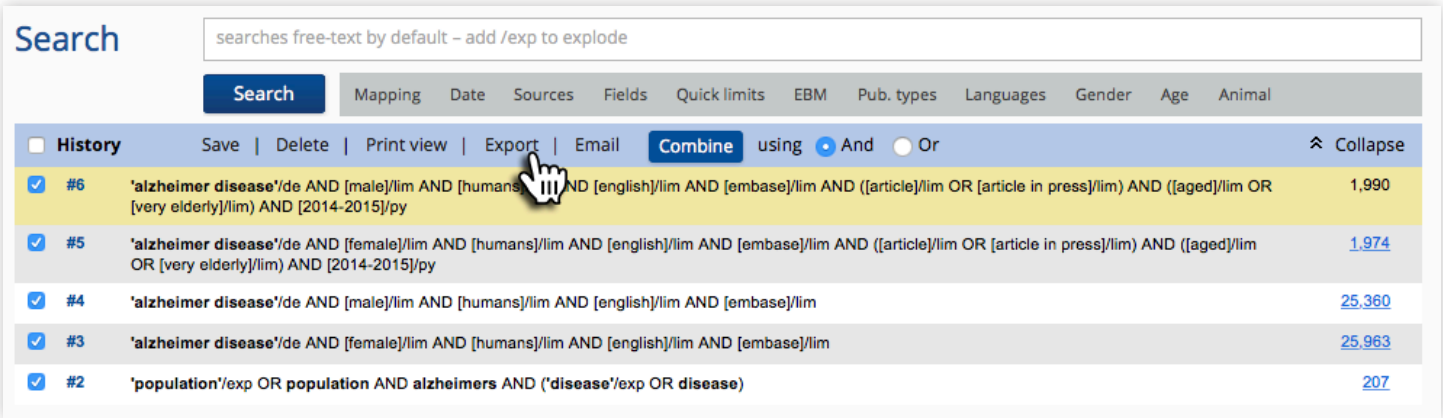 Search
searches free-text by default – add /exp to explode
Search Mapping Date Sources Fields Quick limits EBM Pub. types Languages Gender Age Animal
History Save | Delete | Print view | Export | Email Combine using And Or Collapse
#6 'alzheimer disease'/de AND [male]/lim AND [humans] ND [english]/lim AND [embase]/lim AND ([article]/lim OR [article in press]/lim) AND ([aged]/lim OR 1,990
[very elderly]/lim) AND [2014-2015]/py
#5 'alzheimer disease'/de AND [female]/lim AND [humans]/lim AND [english]/lim AND [embase]/lim AND ([article]/lim OR [article in press]/lim) AND ([aged]/lim 1,974
OR [very elderly]/lim) AND [2014-2015]/py
#4 'alzheimer disease'/de AND [male]/lim AND [humans]/lim AND [english]/lim AND [embase]/lim 25,360
#3 'alzheimer disease'/de AND [female]/lim AND [humans]/lim AND [english]/lim AND [embase]/lim 25,963
#2 'population'/exp OR population AND alzheimers AND ('disease'/exp OR disease) 207